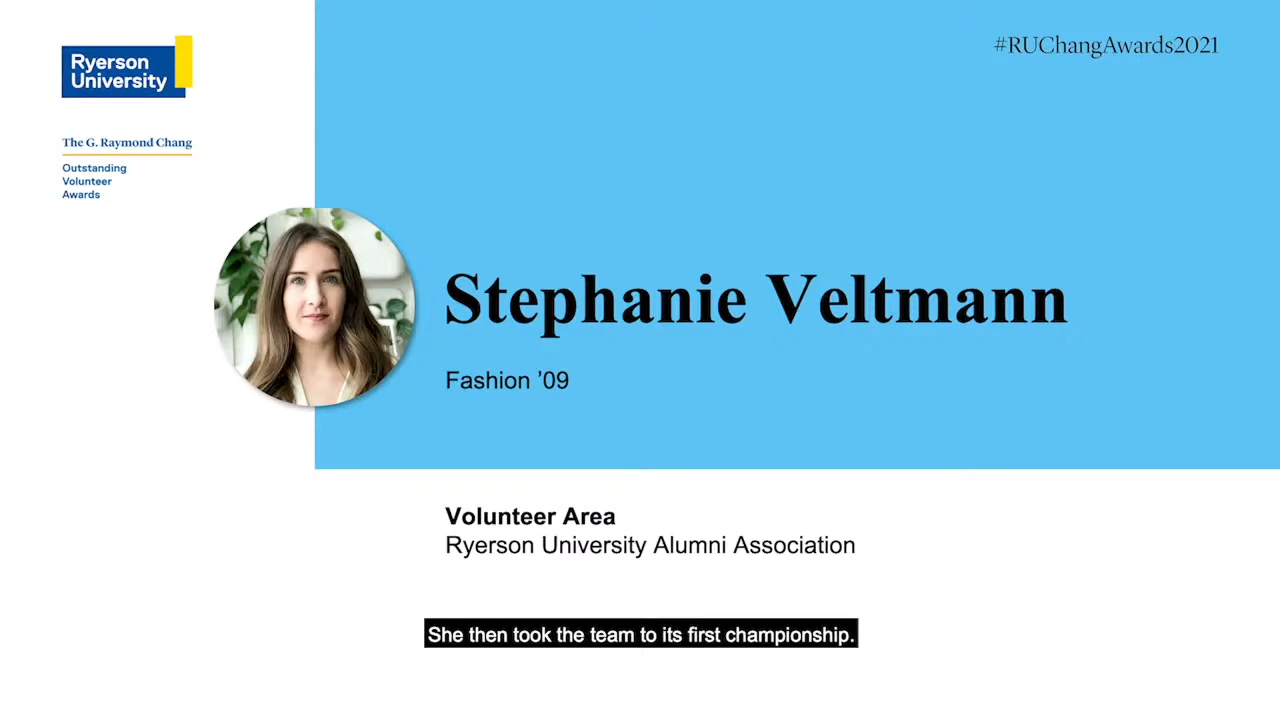 Ryerson
University
#RUChangAwards2021
The G. Raymond Chang
Outstanding
Volunteer
Awards
Stephanie Veltmann
Fashion ’09
Volunteer Area
Ryerson University Alumni Association
She then took the team to its first championship.